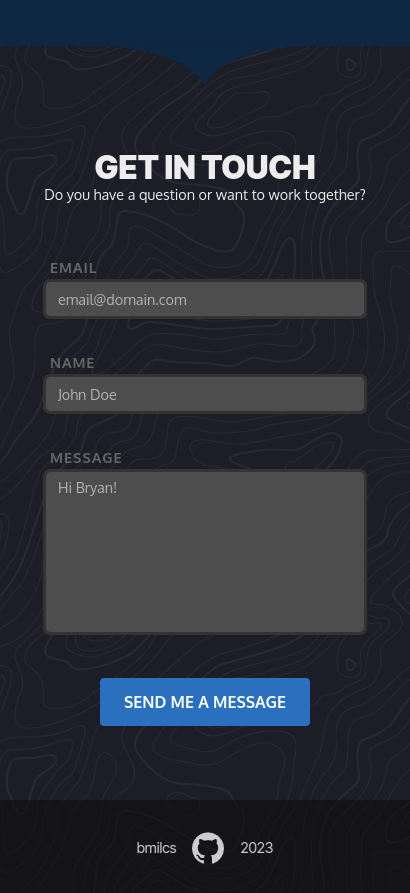 GET IN TOUCH
Do you have a question or want to work together?
EMAIL
email@domain.com
NAME
John Doe
MESSAGE
Hi Bryan!
SEND ME A MESSAGE
bmilcs 2023